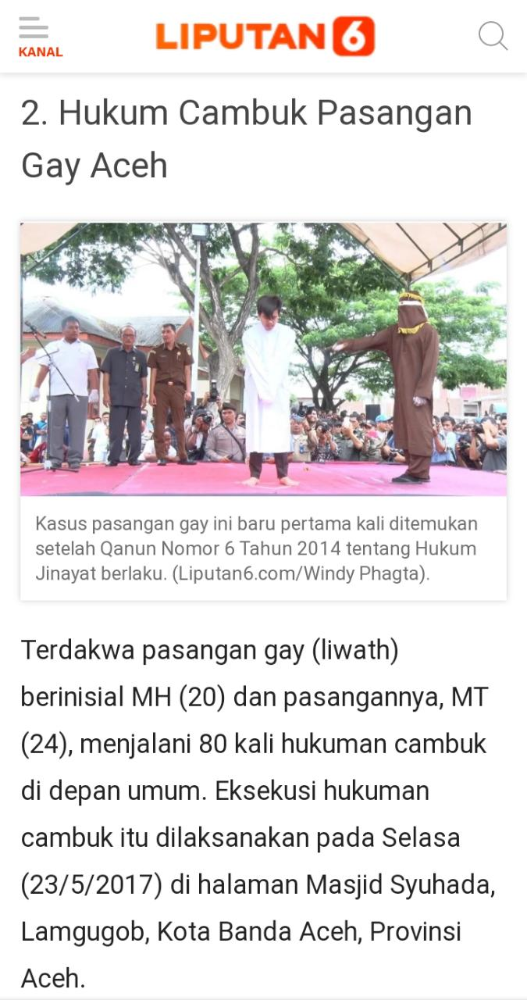 KANAL
LIPUTAN 6
2. Hukum Cambuk Pasangan
Gay Aceh
Kasus pasangan gay ini baru pertama kali ditemukan
setelah Qanun Nomor 6 Tahun 2014 tentang Hukum
Jinayat berlaku. (Liputan6.com/Windy Phagta).
Terdakwa pasangan gay (liwath)
berinisial MH (20) dan pasangannya, MT
(24), menjalani 80 kali hukuman cambuk
di depan umum. Eksekusi hukuman
cambuk itu dilaksanakan pada Selasa
(23/5/2017) di halaman Masjid Syuhada,
Lamgugob, Kota Banda Aceh, Provinsi
Aceh.